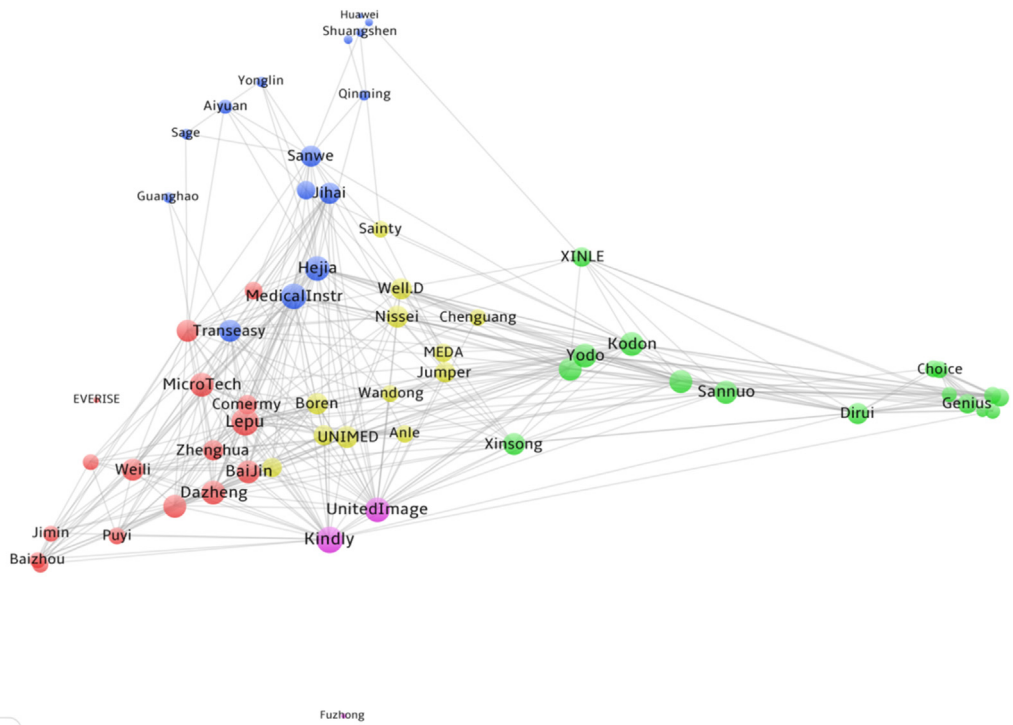 Huawei
Shuangshen
Yonglin
Qinming
Aiyuan
Sage
Sanwe
Guanghao
Jihai
Sainty
XINLE
Hejia
Well.D
MedicalInstr
Nissei
Chenguang
Transeasy
Kodon
MEDA
Yodo
Jumper
Choice
MicroTech
Wandong
Sannuo
EVERISE
Comermy
Boren
Genius
Dirui
Lepu
Anle
UNIMED
Xinsong
Zhenghua
Weili
BaiJin
Dazheng
UnitedImage
Jimin
Puyi
Kindly
Baizhou
Fuzhong